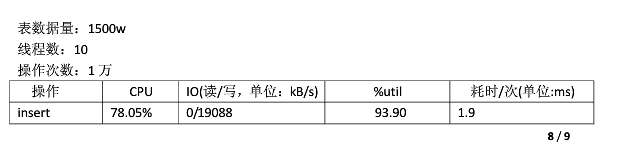 表数据量：1500w
线程数：10
操作次数：1 万
操作 CPU IO(读/写，单位：kB/s) %util 耗时/次(单位:ms)
insert 78.05% 0/19088 93.90 1.9
8 / 9